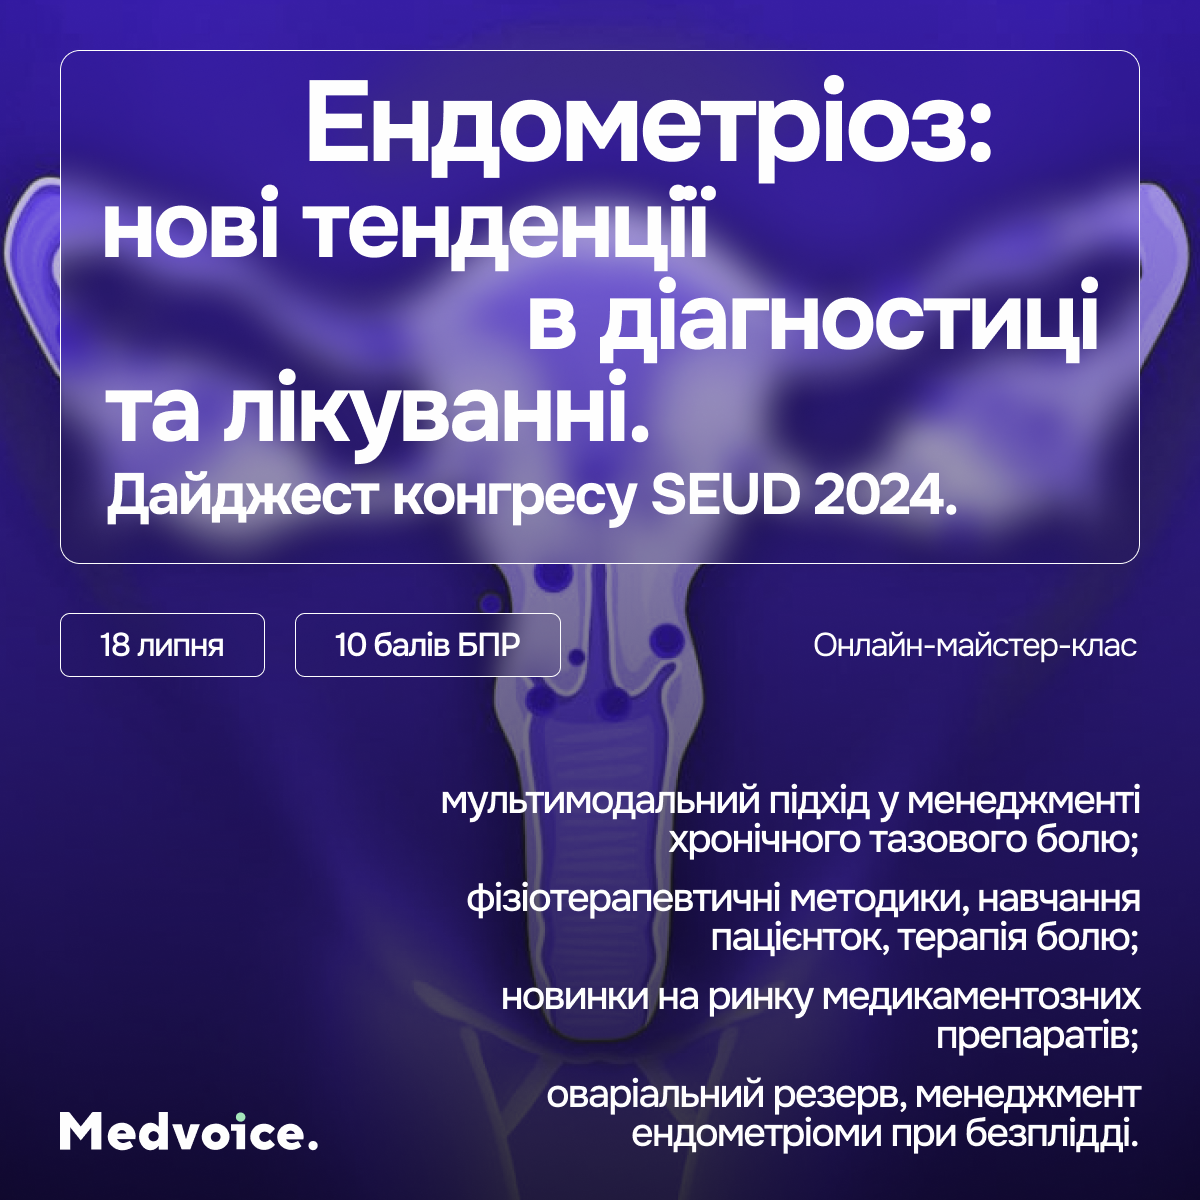 Ендометріоз:
нові тенденції
в діагностиці
та лікуванні.
Дайджест конгресу SEUD 2024.
18 липня
10 балів БПР
Онлайн-майстер-клас
мультимодальний підхід у менеджменті
хронічного тазового болю;
фізіотерапевтичні методики, навчання
пацієнток, терапія болю;
новинки на ринку медикаментозних
препаратів;
оваріальний резерв, менеджмент
ендометріоми при безплідді.
Medvoice.